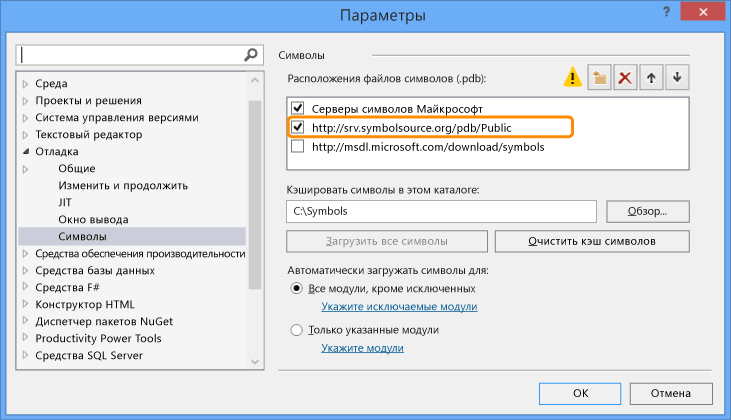 Параметры
?
Среда
Проекты и решения
Система управления версиями
Текстовый редактор
Отладка
Общие
Изменить и продолжить
JIT
Окно вывода
Символы
Средства обеспечения производительности
Средства базы данных
Средства F#
Конструктор HTML
Диспетчер пакетов NuGet
Productivity Power Tools
Средства SQL Server
Символы
Расположения файлов символов (.pdb):
Серверы символов Майкрософт
http://srv.symbolsource.org/pdb/Public
http://msdl.microsoft.com/download/symbols
Кэшировать символы в этом каталоге:
C:\Symbols
Обзор...
Загрузить все символы
Очистить кэш символов
Автоматически загружать символы для:
Все модули, кроме исключенных
Укажите исключаемые модули
Только указанные модули
Укажите модули
OK
Отмена